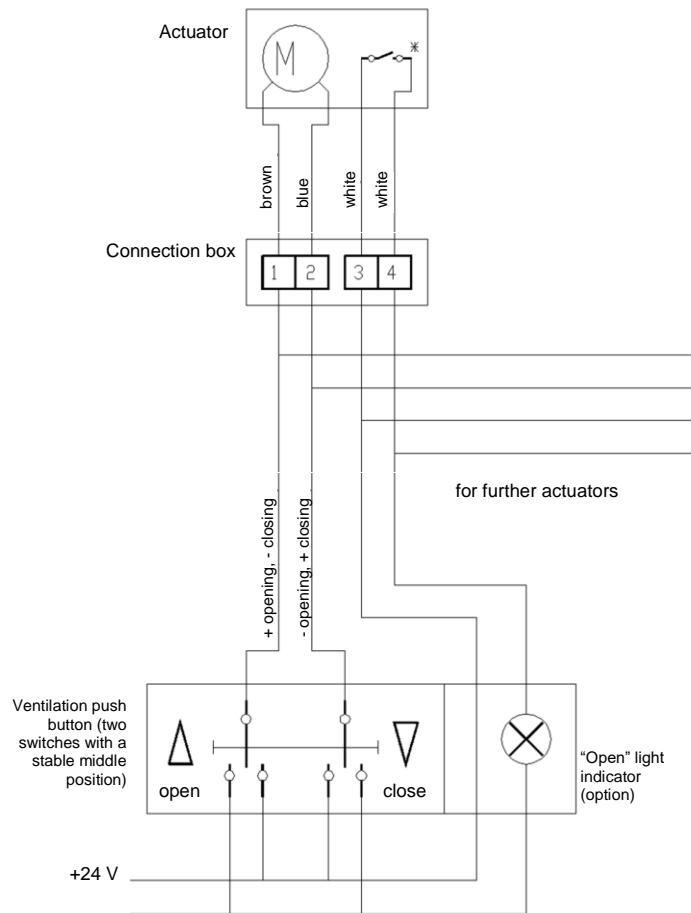 Actuator
M
*
brown
blue
white
white
Connection box
1 2 3 4
for further actuators
+ opening, - closing
- opening, + closing
Ventilation push
button (two
switches with a
stable middle
position)
open
close
"Open" light
indicator
(option)
+24 V